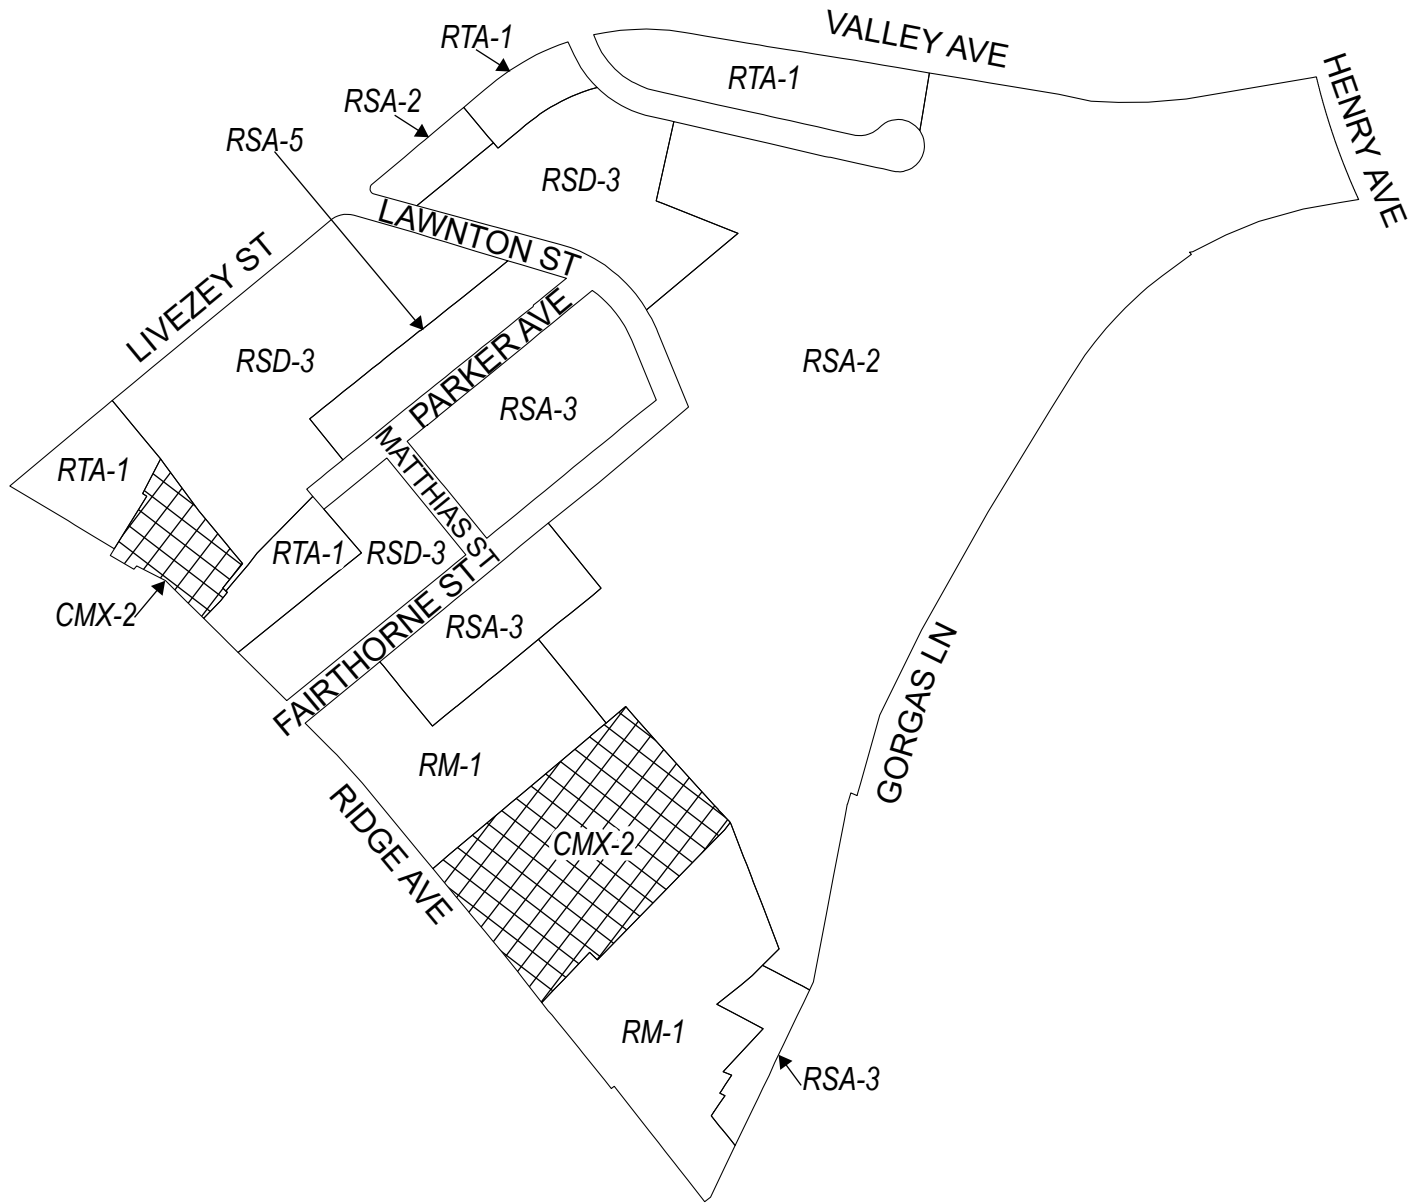 VALLEY AVE
RTA-1
RTA-1
HENRY AVE
RSA-2
RSA-5
RSD-3
LAWNTON ST
LIVEZEY ST
PARKER AVE
RSD-3
RSA-2
RSA-3
MATTHIAS ST
RTA-1
RTA-1
RSD-3
CMX-2
FAIRTHORNE ST
RSA-3
GORGAS LN
RM-1
RIDGE AVE
CMX-2
RM-1
RSA-3